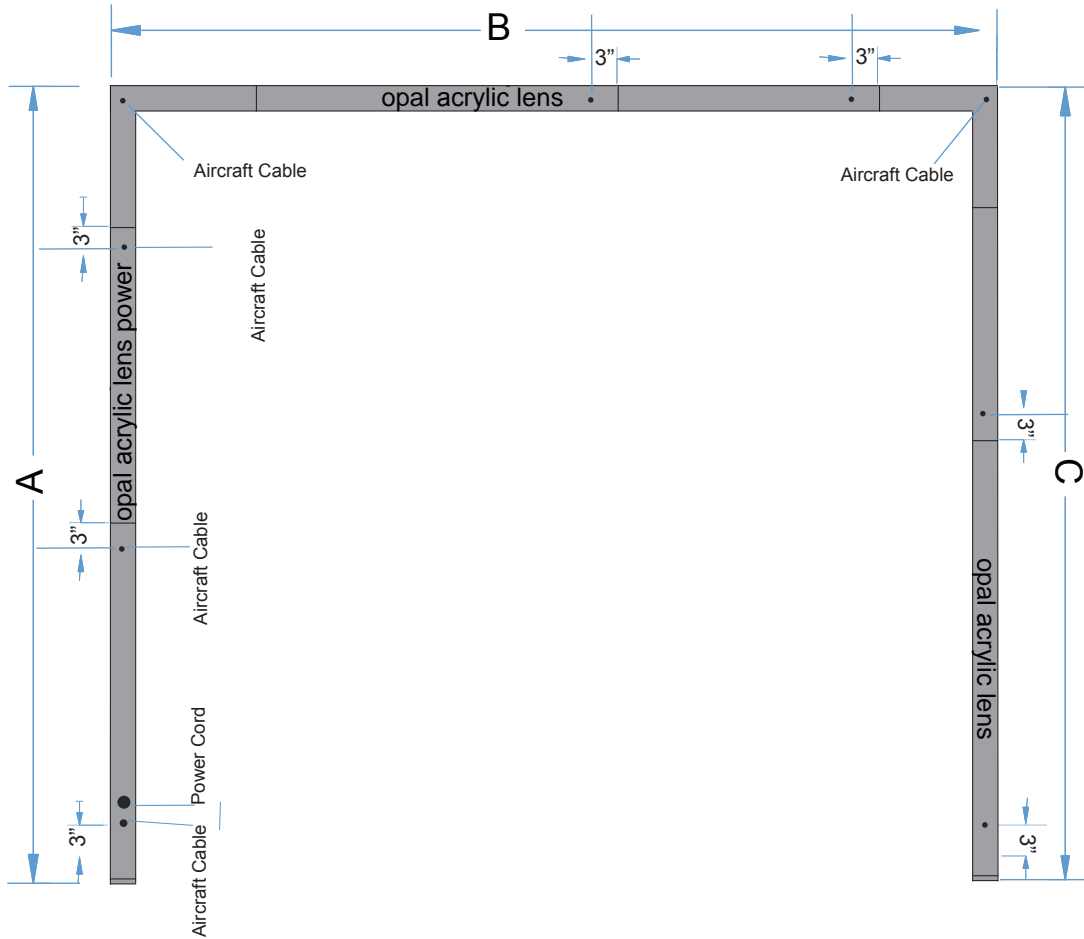 B
3”
3”
opal acrylic lens
Aircraft Cable
Aircraft Cable
3”
Aircraft Cable
opal acrylic lens power
A
3”
Aircraft Cable
3”
C
opal acrylic lens
Power Cord
3”
Aircraft Cable
3”